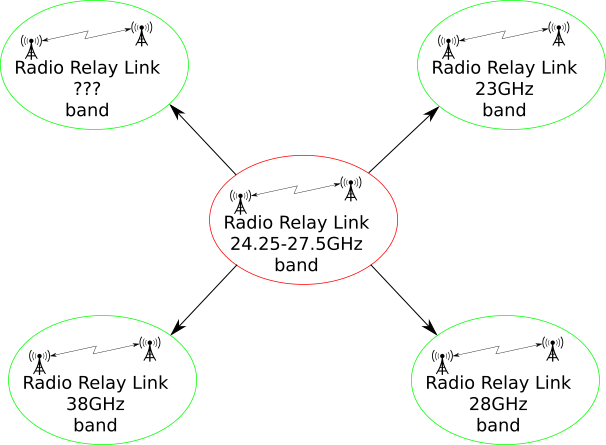 Radio Relay Link
???
band
Radio Relay Link
23GHz
band
Radio Relay Link
24.25-27.5GHz
band
Radio Relay Link
38GHz
band
Radio Relay Link
28GHz
band